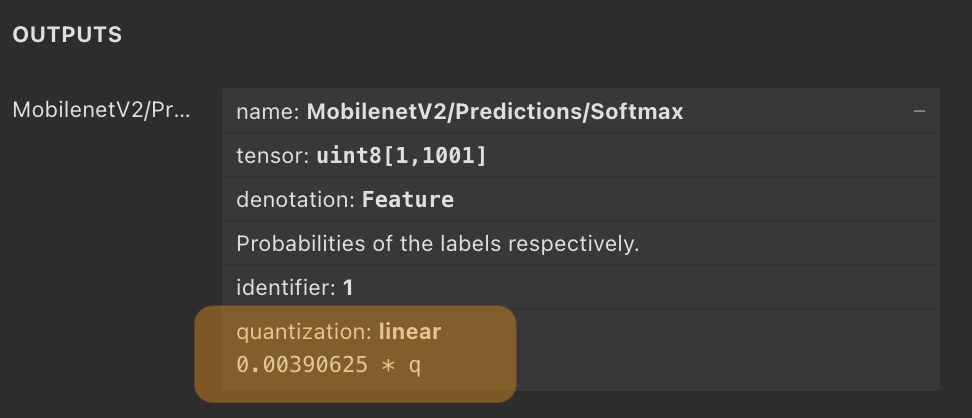 OUTPUTS
MobilenetV2/Pr...
name: MobilenetV2/Predictions/Softmax
tensor: uint8[1,1001]
denotation: Feature
Probabilities of the labels respectively.
identifier: 1
quantization: linear
0.00390625 * q